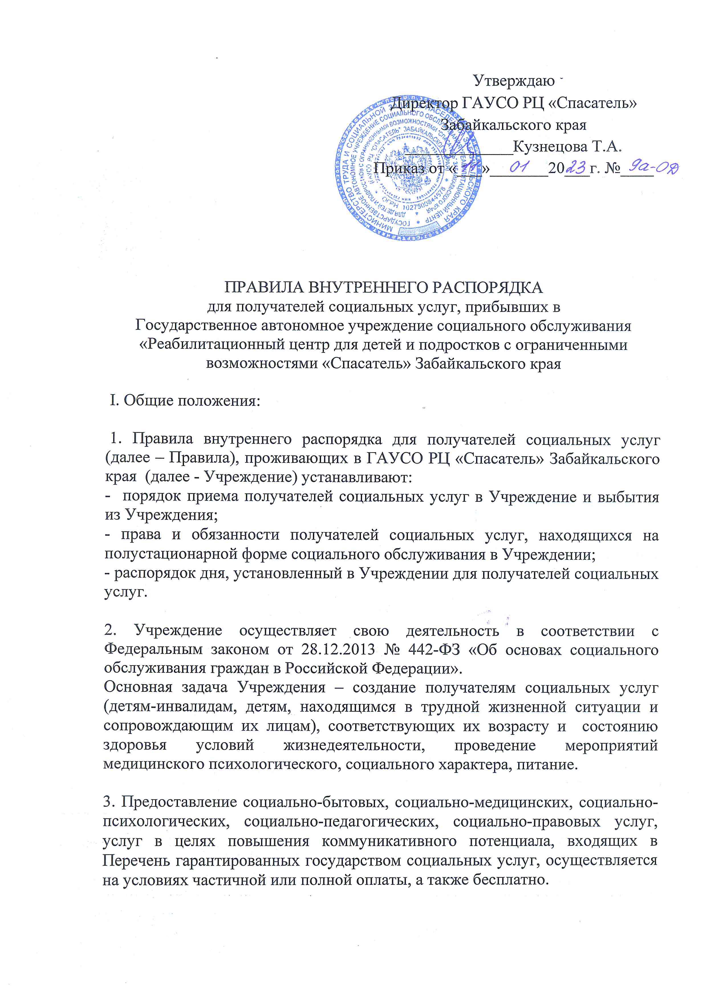 Утверждаю
Директор ГАУСО РЦ «Спасатель»
Забайкальского края
_____________Кузнецова Т.А.
Приказ от «11»___01___2023г. № 9а-ОД
МИНИСТЕРСТВО ТРУДА И СОЦИАЛЬНОЙ ЗАЩИТЫ НАСЕЛЕНИЯ ЗАБАЙКАЛЬСКОГО КРАЯ
ГОСУДАРСТВЕННОЕ АВТОНОМНОЕ УЧРЕЖДЕНИЕ СОЦИАЛЬНОГО ОБСЛУЖИВАНИЯ "РЕАБИЛИТАЦИОННЫЙ ЦЕНТР
ДЛЯ ДЕТЕЙ И ПОДРОСТКОВ С ОГРАНИЧЕННЫМИ ВОЗМОЖНОСТЯМИ "СПАСАТЕЛЬ" ЗАБАЙКАЛЬСКОГО КРАЯ
(ГАУСО РЦ "СПАСАТЕЛЬ" ЗАБАЙКАЛЬСКОГО КРАЯ)
ОГРН 1027500844578
ПРАВИЛА ВНУТРЕННЕГО РАСПОРЯДКА
для получателей социальных услуг, прибывших в
Государственное автономное учреждение социального обслуживания
«Реабилитационный центр для детей и подростков с ограниченными
возможностями «Спасатель» Забайкальского края
I. Общие положения:
1. Правила внутреннего распорядка для получателей социальных услуг
(далее – Правила), проживающих в ГАУСО РЦ «Спасатель» Забайкальского
края (далее - Учреждение) устанавливают:
- порядок приема получателей социальных услуг в Учреждение и выбытия
из Учреждения;
- права и обязанности получателей социальных услуг, находящихся на
полустационарной форме социального обслуживания в Учреждении;
- распорядок дня, установленный в Учреждении для получателей социальных
услуг.
2. Учреждение осуществляет свою деятельность в соответствии с
Федеральным законом от 28.12.2013 № 442-ФЗ «Об основах социального
обслуживания граждан в Российской Федерации».
Основная задача Учреждения – создание получателям социальных услуг
(детям-инвалидам, детям, находящимся в трудной жизненной ситуации и
сопровождающим их лицам), соответствующих их возрасту и состоянию
здоровья условий жизнедеятельности, проведение мероприятий
медицинского психологического, социального характера, питание.
3. Предоставление социально-бытовых, социально-медицинских, социально-
психологических, социально-педагогических, социально-правовых услуг,
услуг в целях повышения коммуникативного потенциала, входящих в
Перечень гарантированных государством социальных услуг, осуществляется
на условиях частичной или полной оплаты, а также бесплатно.